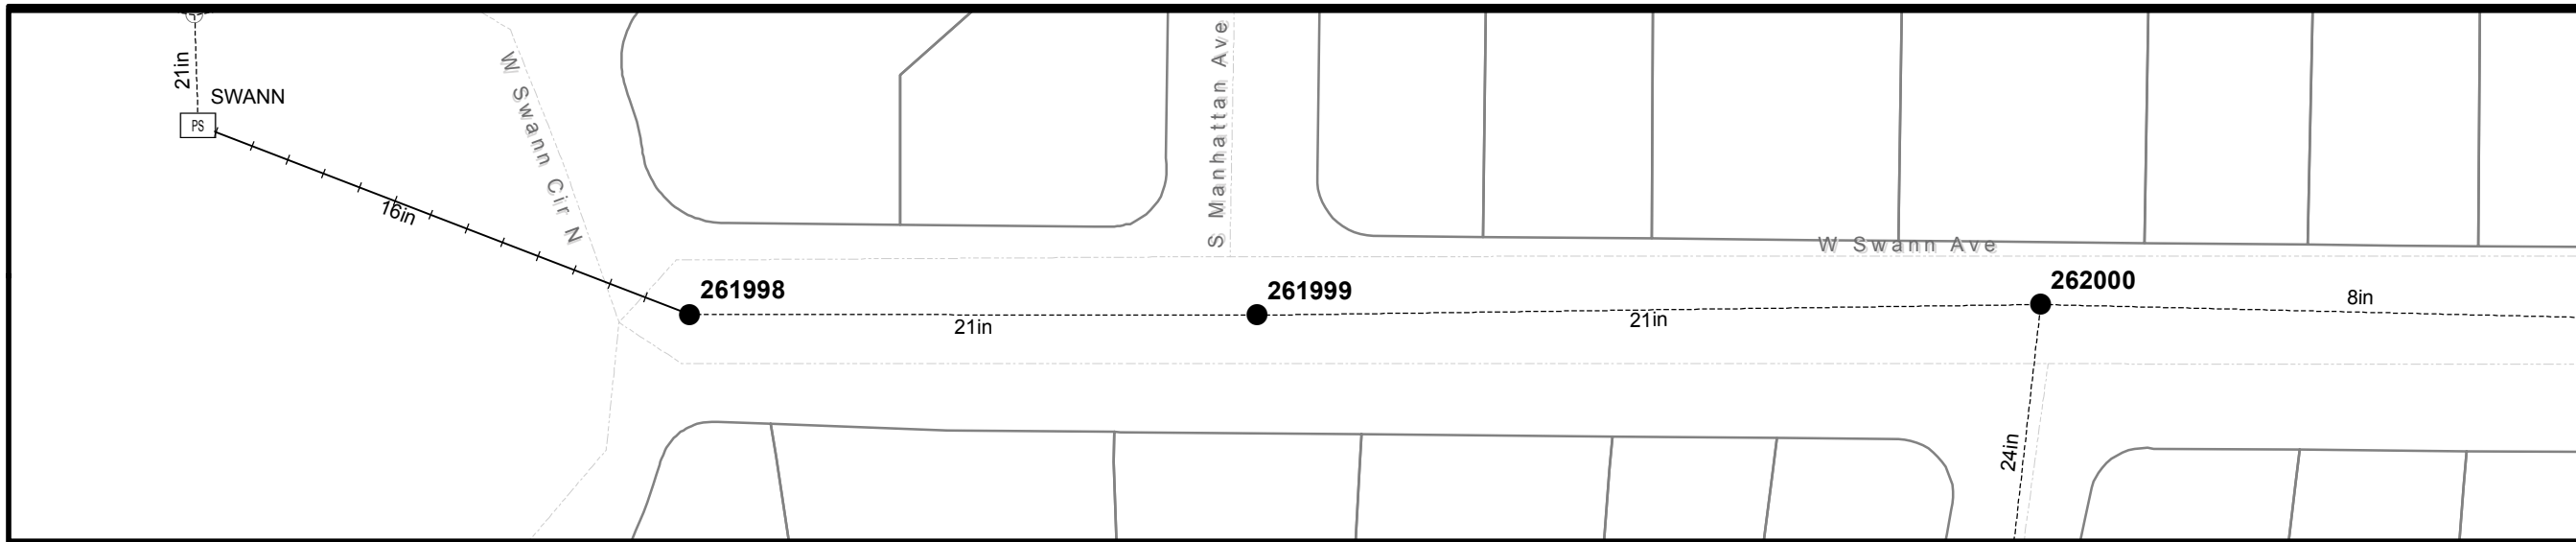 21in
SWANN
PS
16in
W Swann Cir N
S Manhattan Ave
W Swann Ave
261998
21in
261999
21in
262000
8in
24in